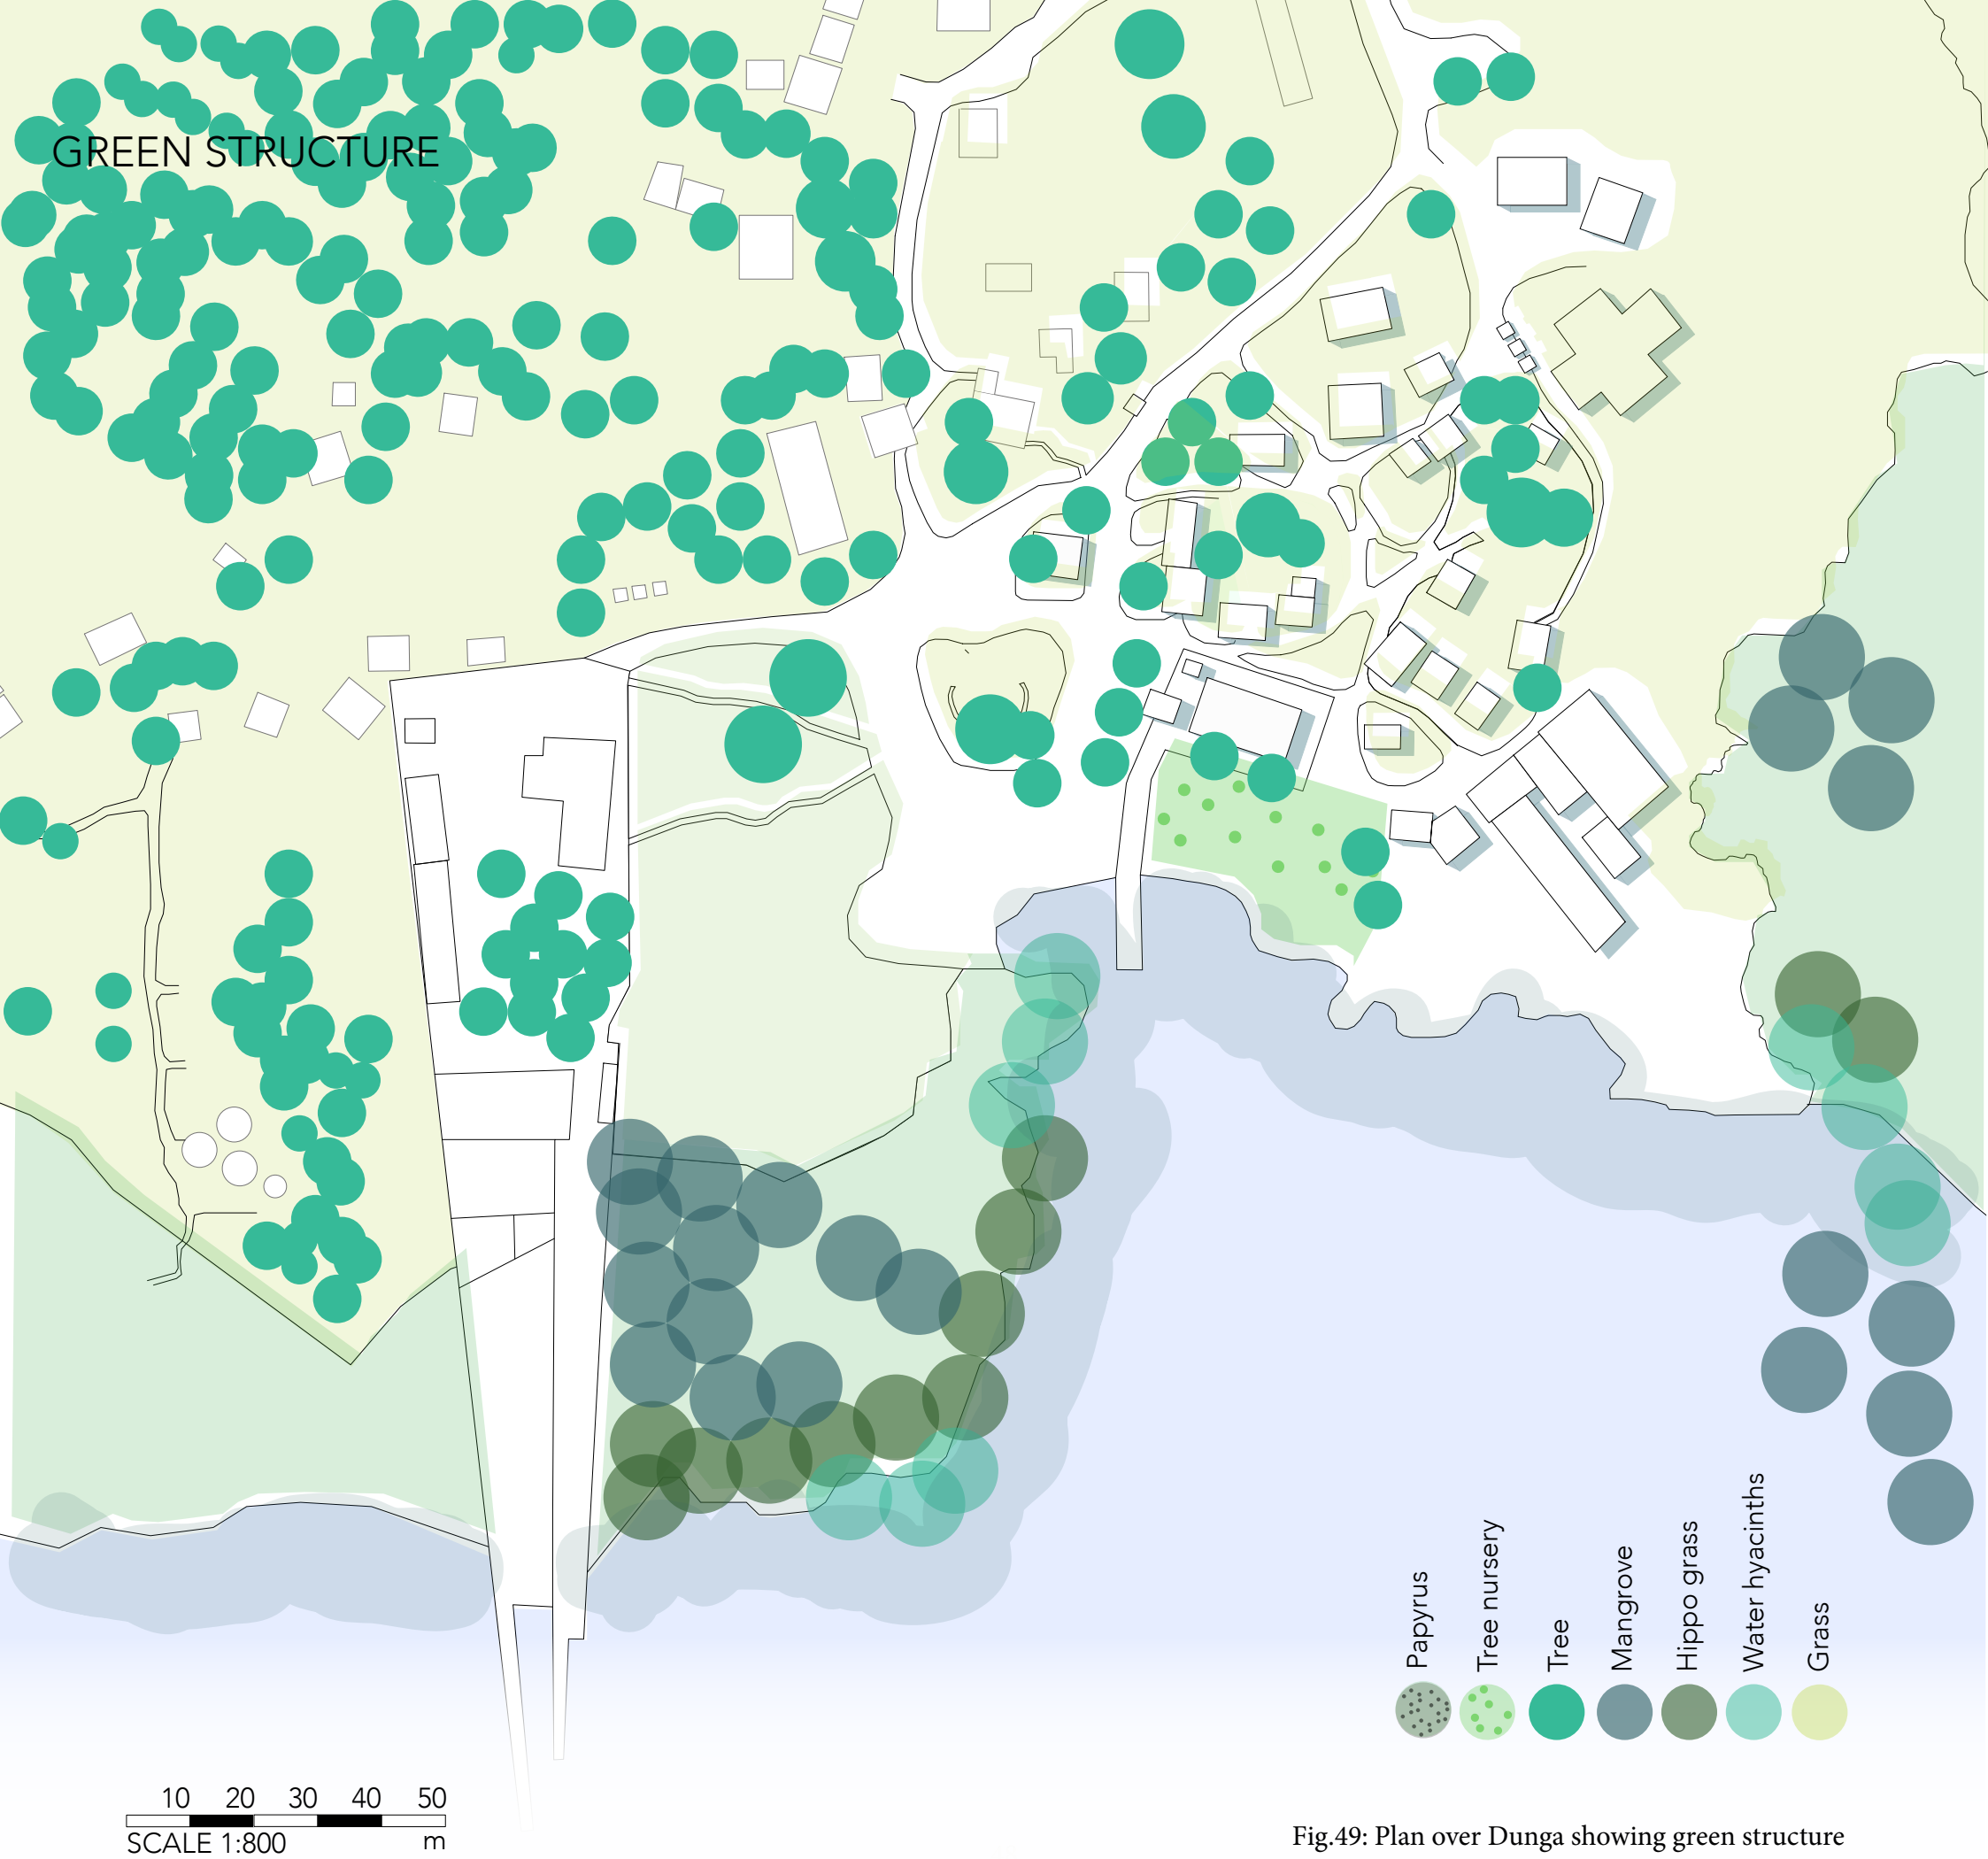 GREEN STRUCTURE
Papyrus
Tree nursery
Tree
Mangrove
Hippo grass
Water hyacinths
Grass
10 20 30 40 50
SCALE 1:800 m
Fig.49: Plan over Dunga showing green structure